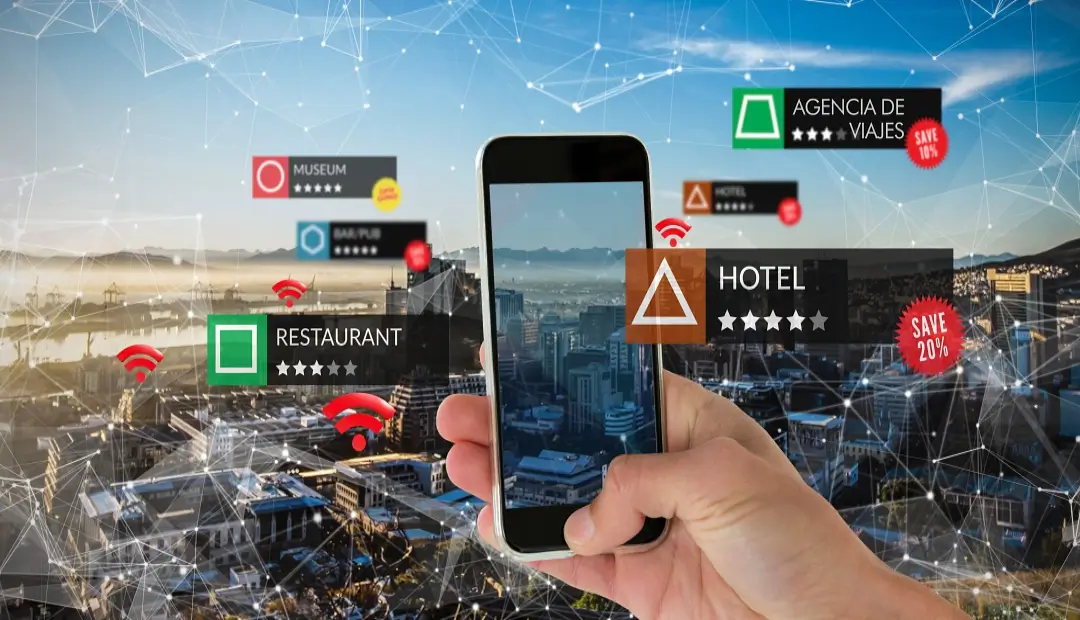 AGENCIA DE
VIAJES
SAVE
10%
MUSEUM
HOTEL
BAR/PUB
HOTEL
SAVE
20%
RESTAURANT